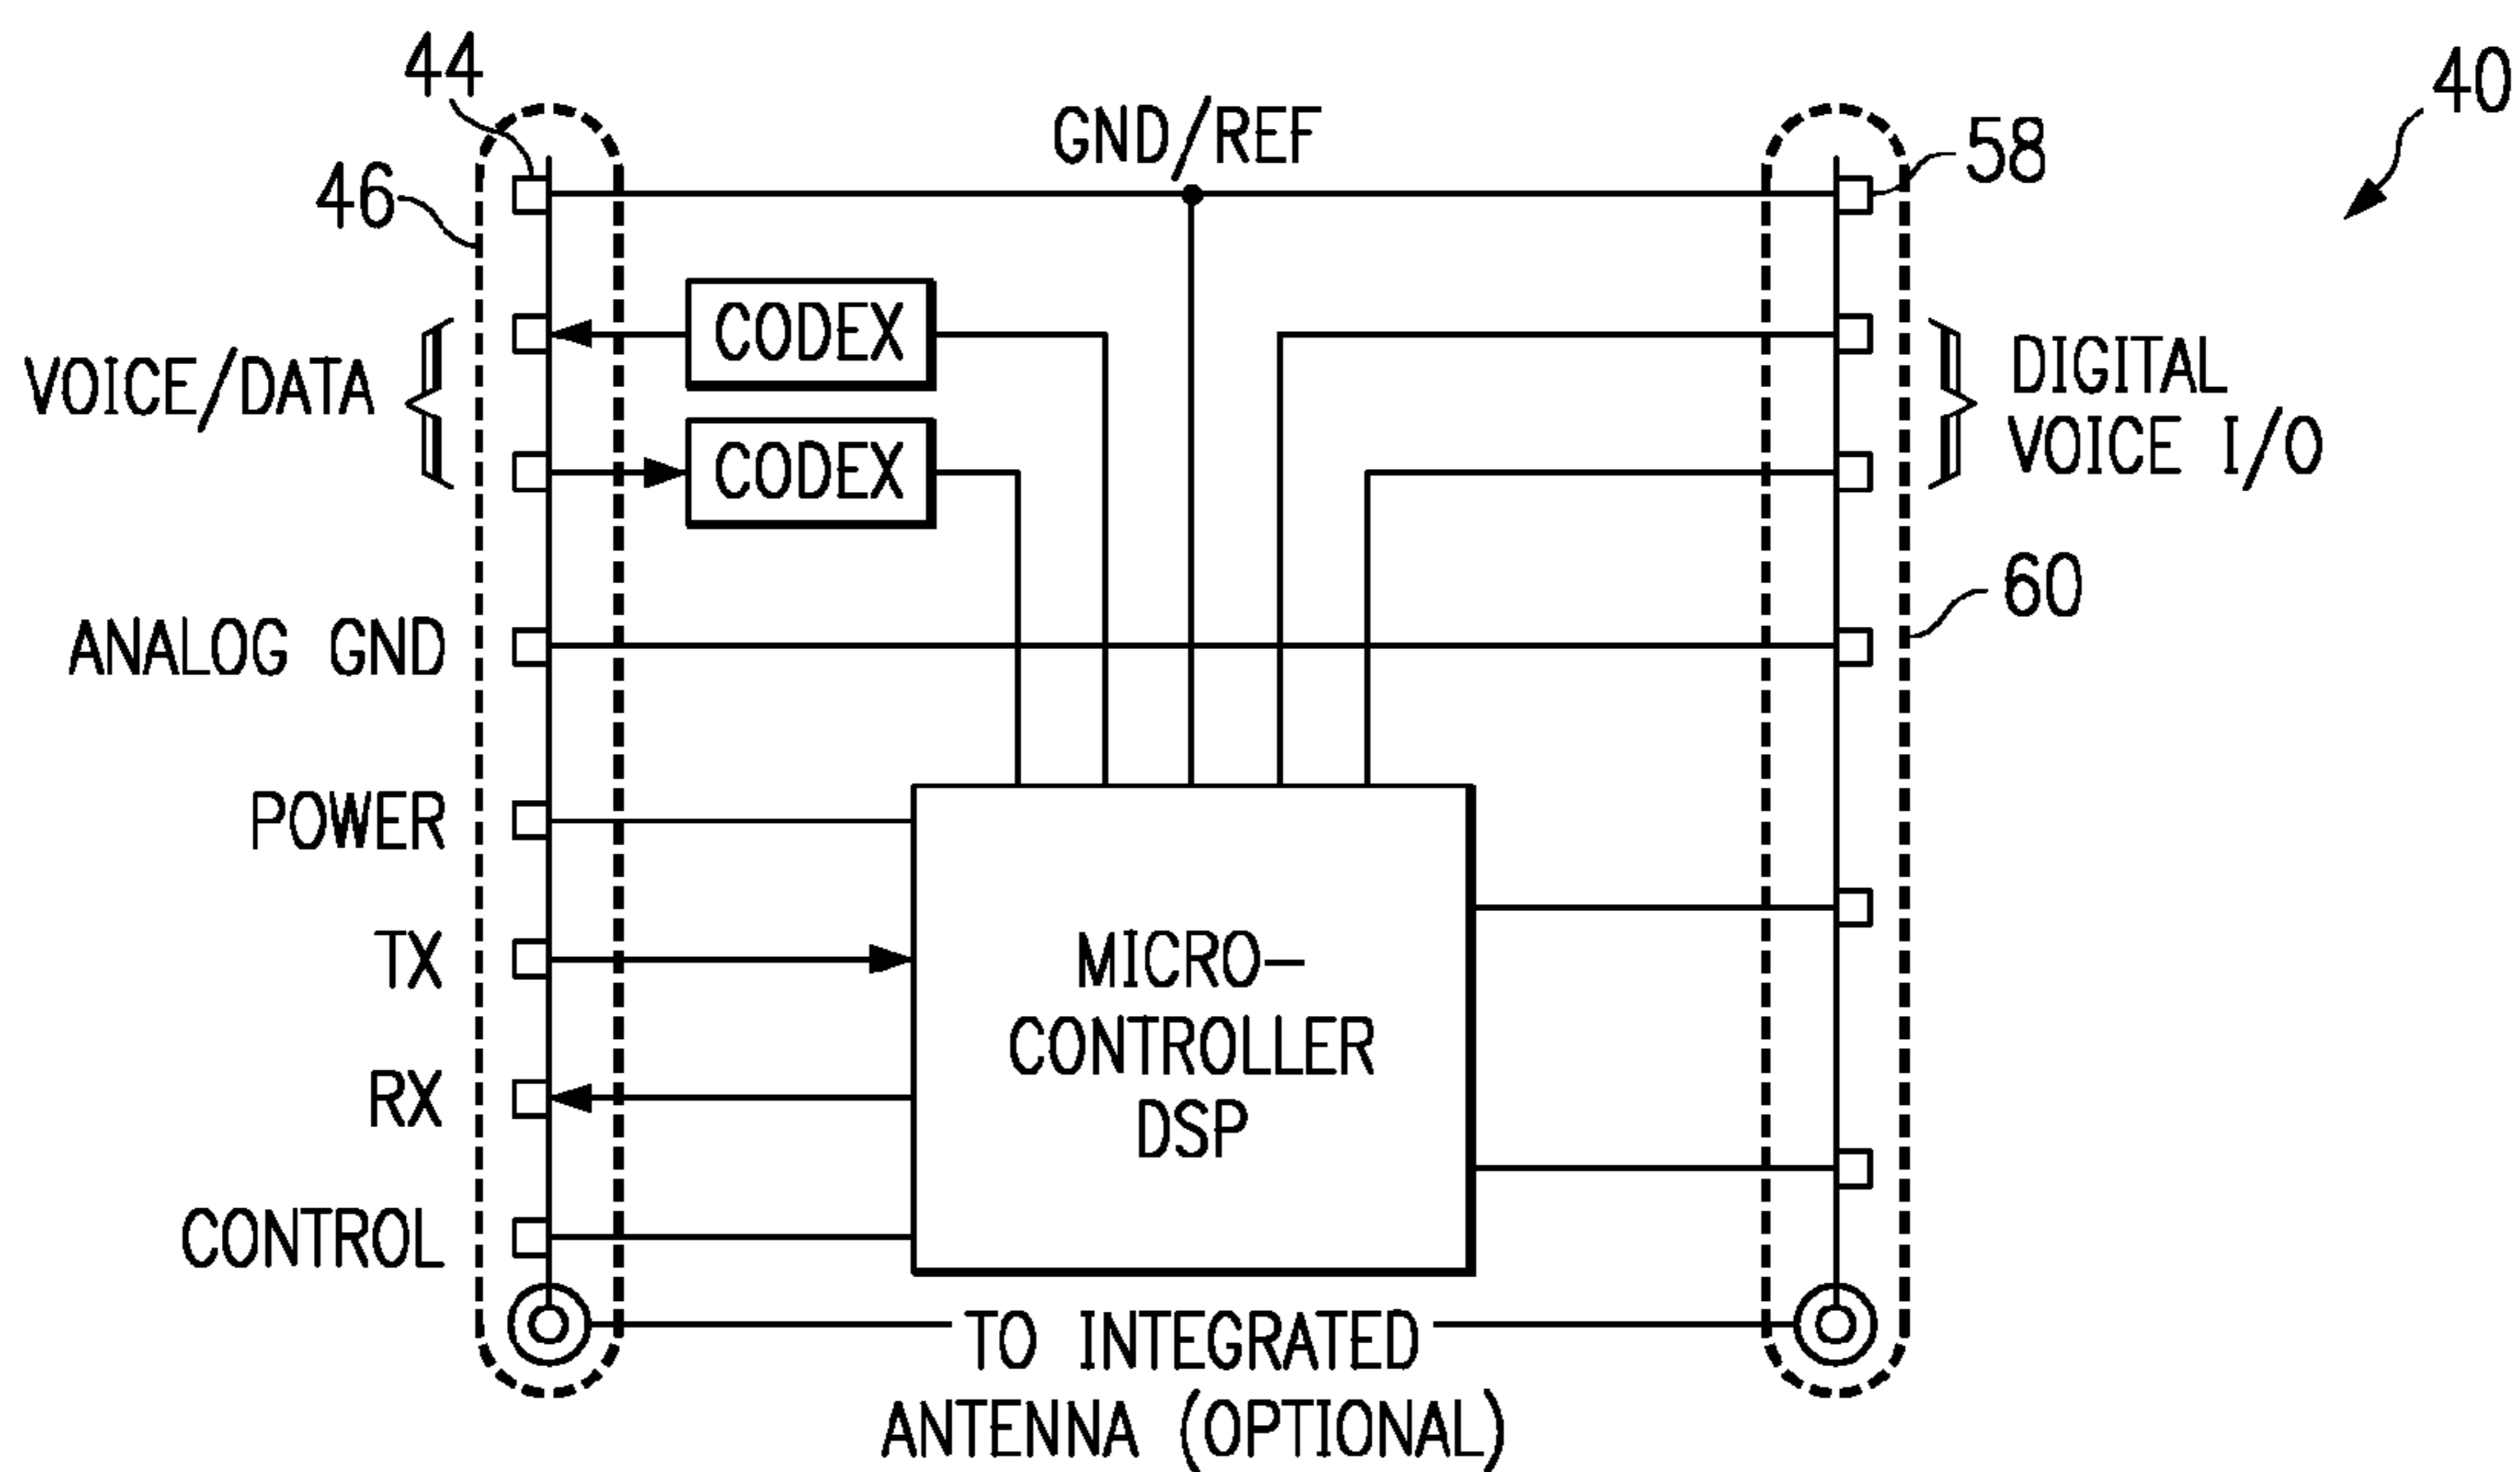 44
GND/REF
40
46
58
CODEX
VOICE/DATA
DIGITAL
VOICE I/O
CODEX
60
ANALOG GND
POWER
TX
MICRO-
CONTROLLER
DSP
RX
CONTROL
TO INTEGRATED
ANTENNA (OPTIONAL)